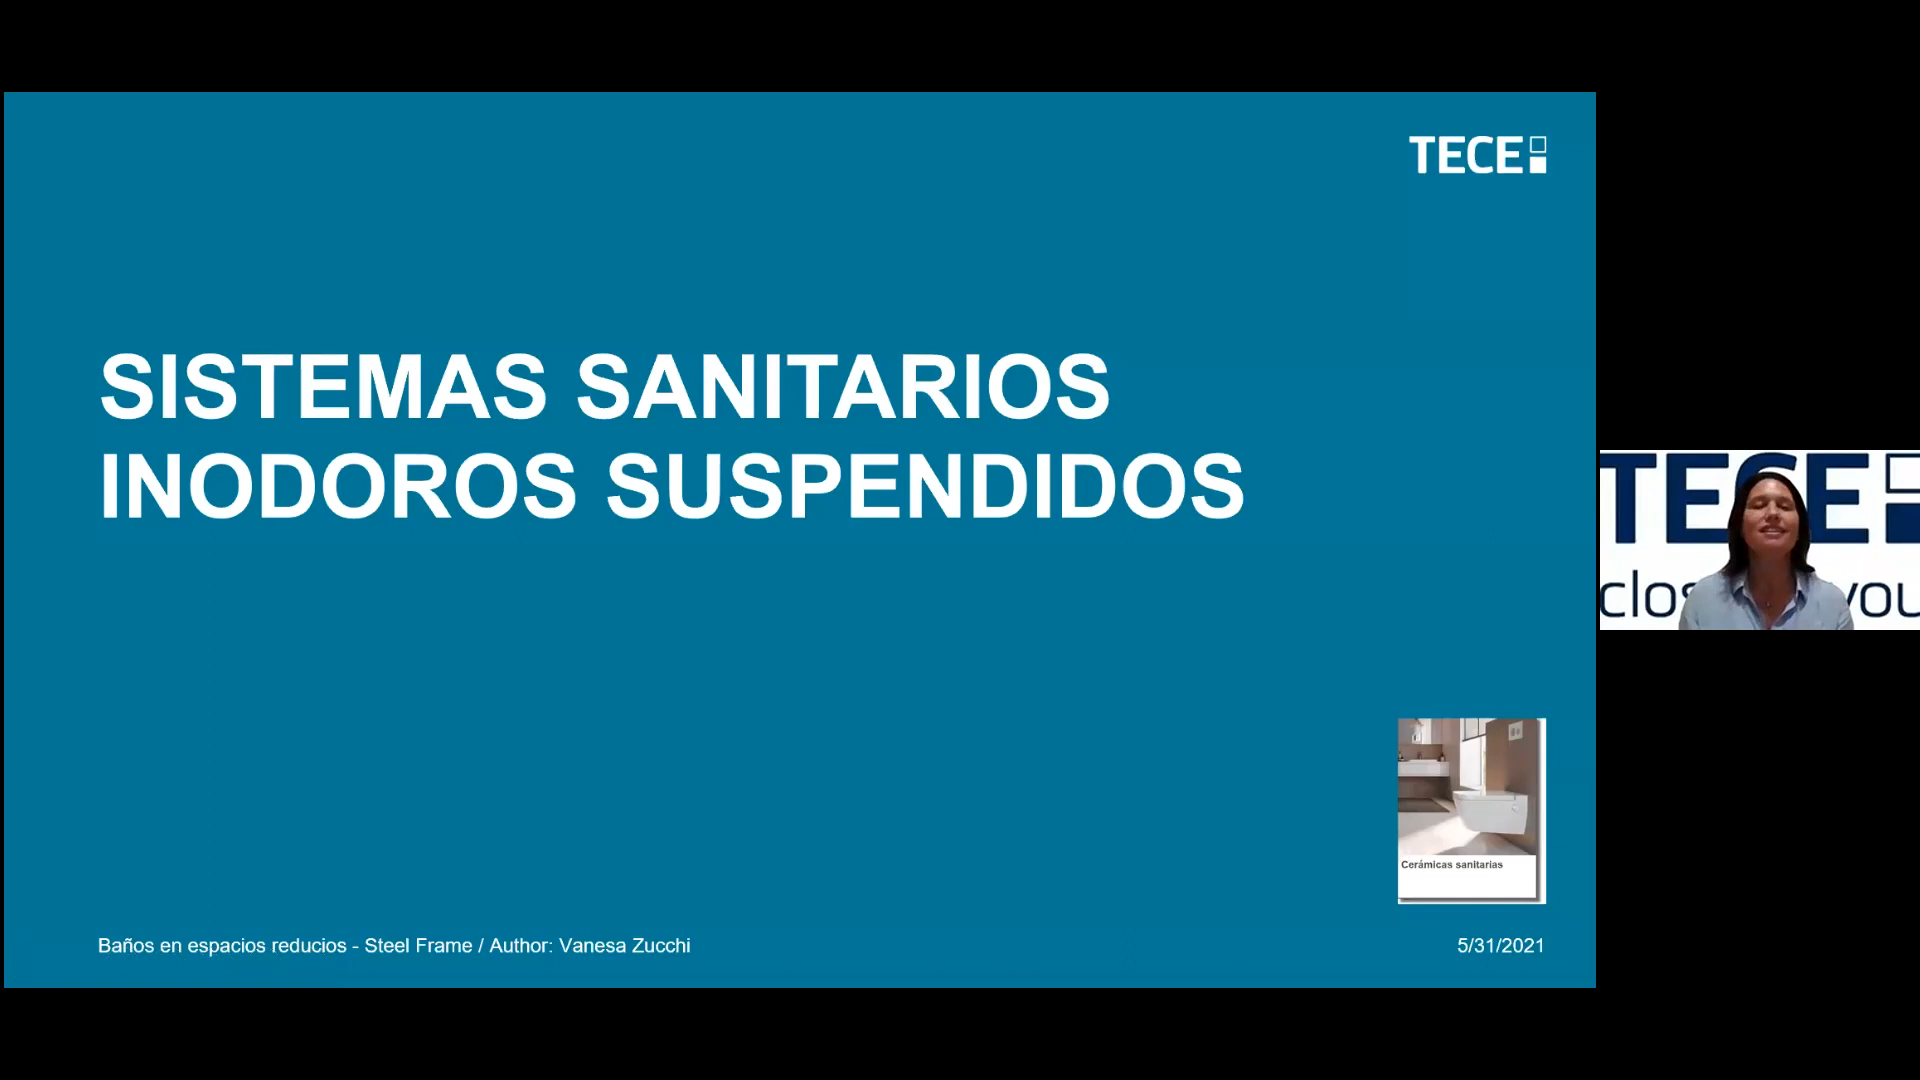 TECE
SISTEMAS SANITARIOS
INODOROS SUSPENDIDOS
TECE
clos you
Cerámicas sanitarias
Baños en espacios reducios - Steel Frame / Author: Vanesa Zucchi
5/31/2021